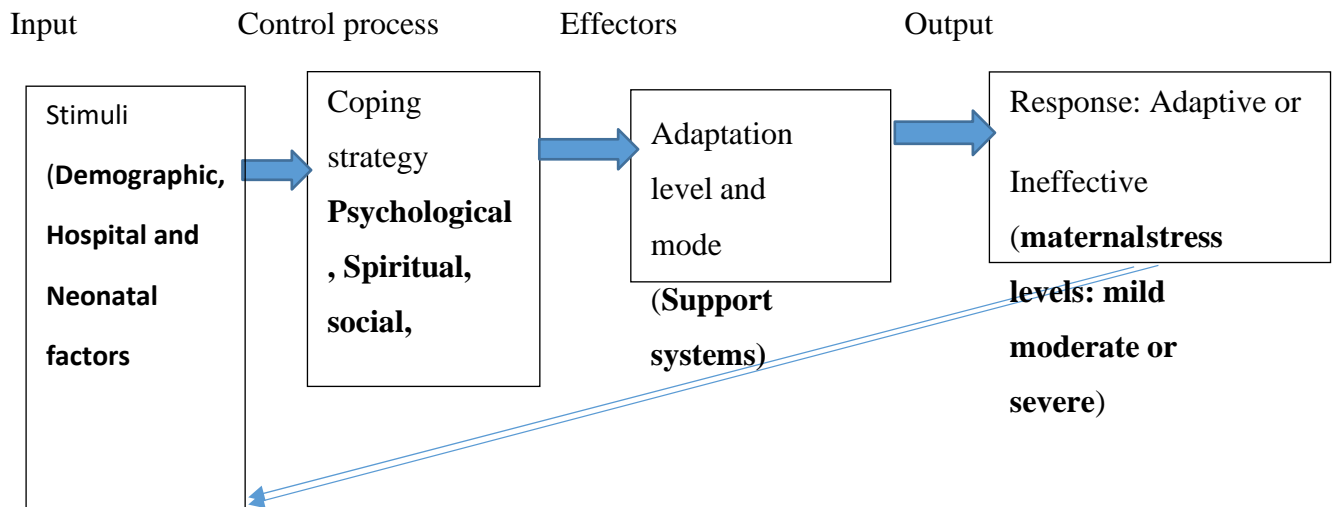 Input Control process Effectors Output
Stimuli
(Demographic,
Hospital and
Neonatal
factors
Coping
strategy
Psychological
, Spiritual,
social,
Adaptation
level and
mode
(Support
systems)
Response: Adaptive or
Ineffective
(maternalstress
levels: mild
moderate or
severe)